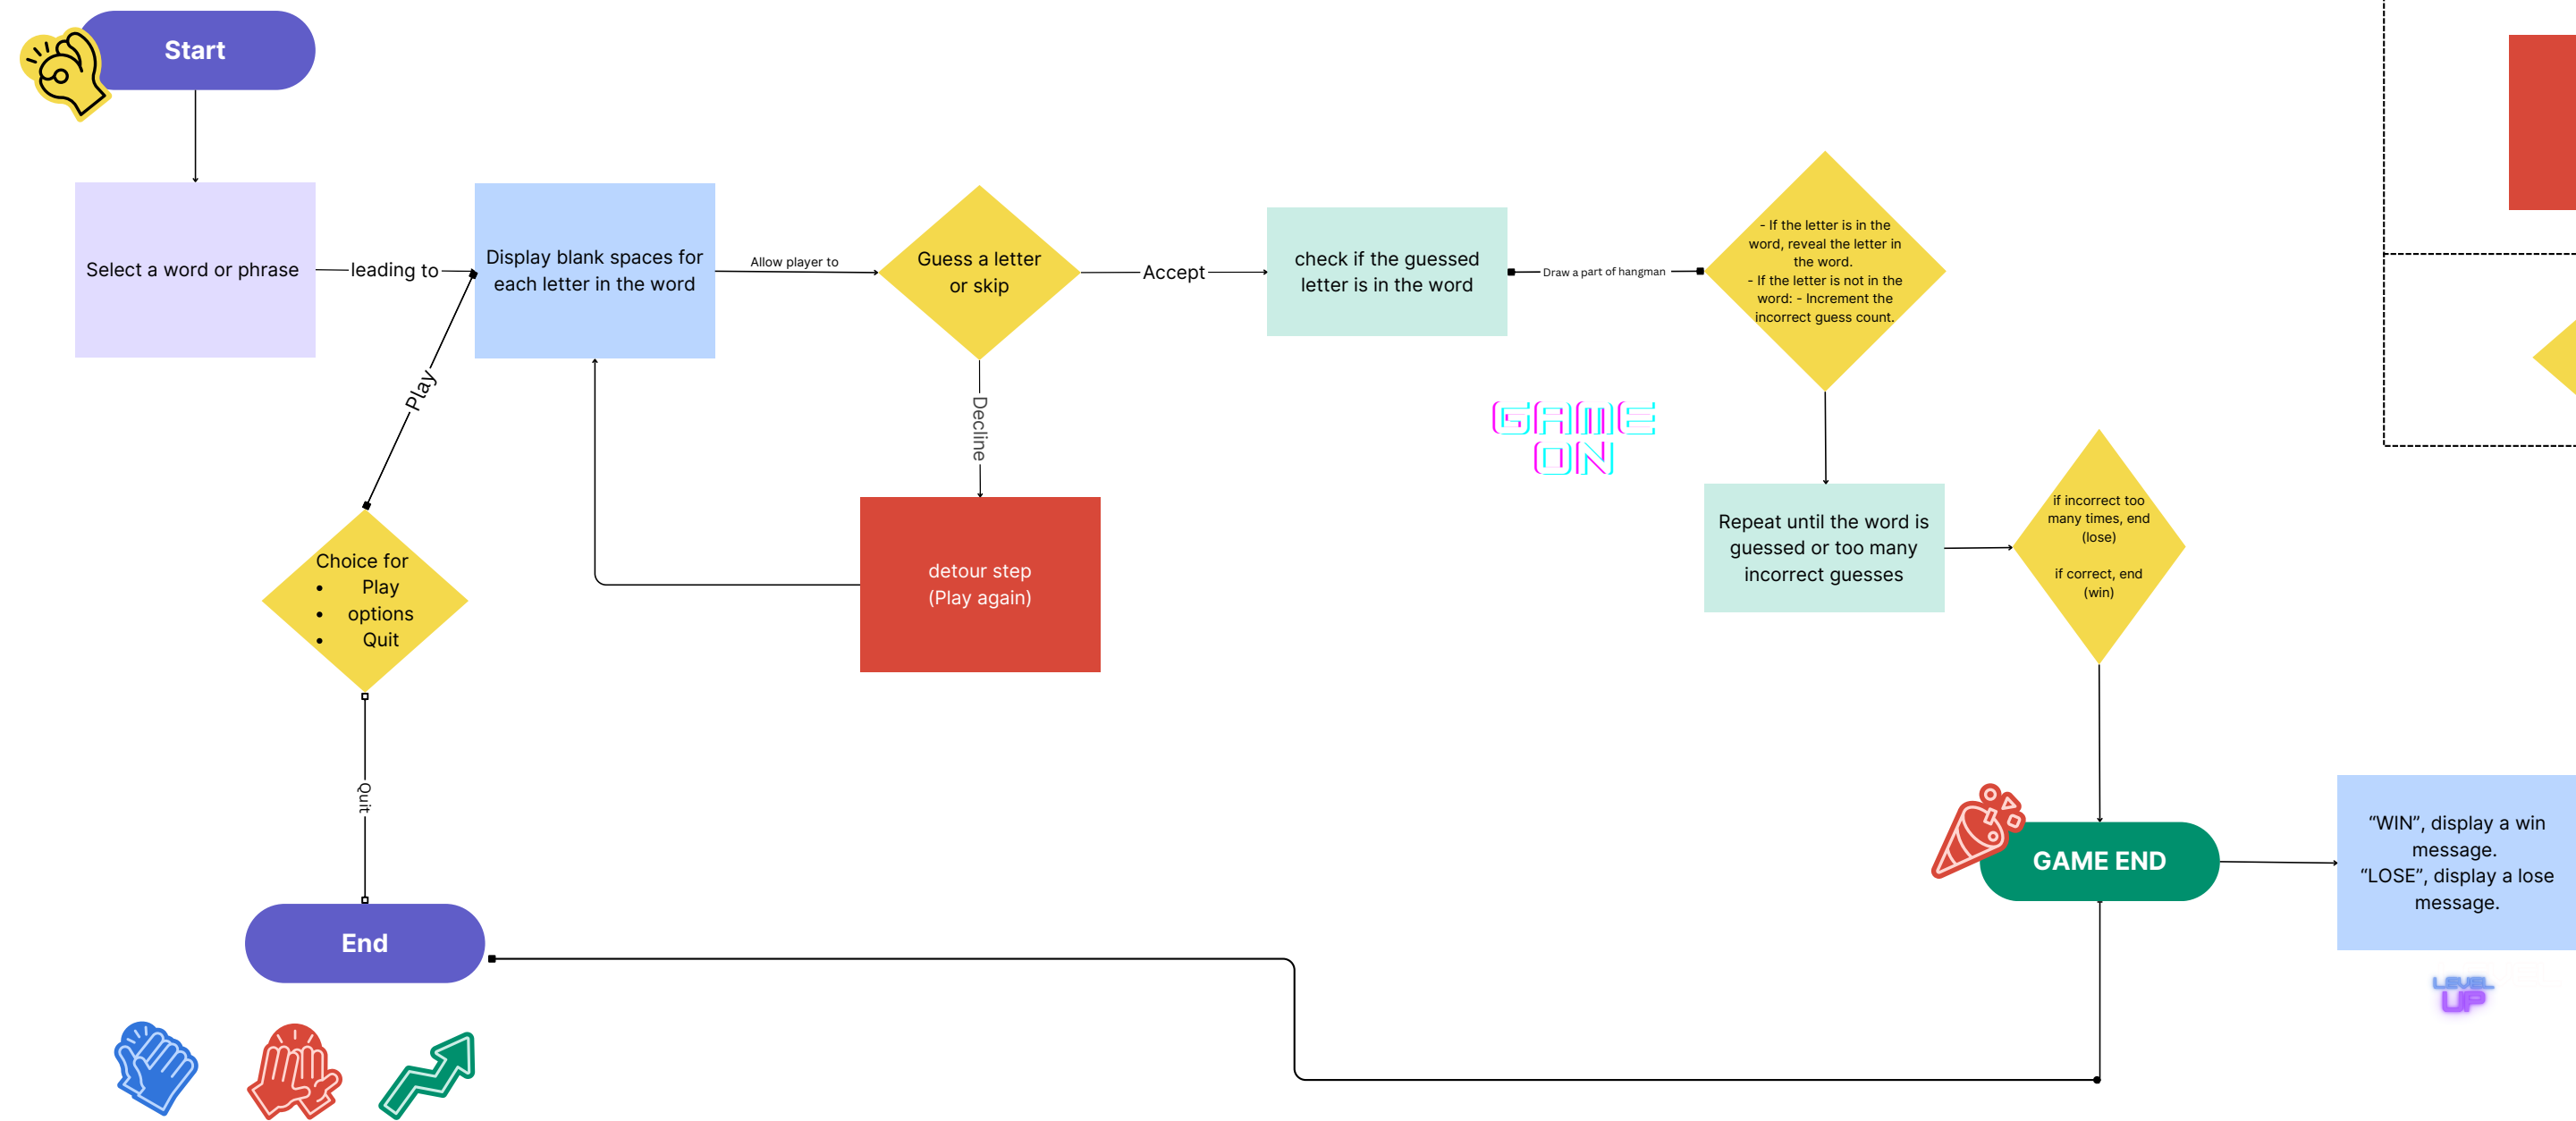 Start
Select a word or phrase
leading to
Display blank spaces for
each letter in the word
Allow player to
Guess a letter
or skip
Accept
check if the guessed
letter is in the word
Draw a part of hangman
- If the letter is in the
word, reveal the letter in
the word.
- If the letter is not in the
word: - Increment the
incorrect guess count.
Play
Decline
GAME
ON
Choice for
• Play
• options
• Quit
detour step
(Play again)
Repeat until the word is
guessed or too many
incorrect guesses
if incorrect too
many times, end
(lose)
if correct, end
(win)
Quit
GAME END
“WIN”, display a win
message.
“LOSE”, display a lose
message.
End
LEVEL
UP